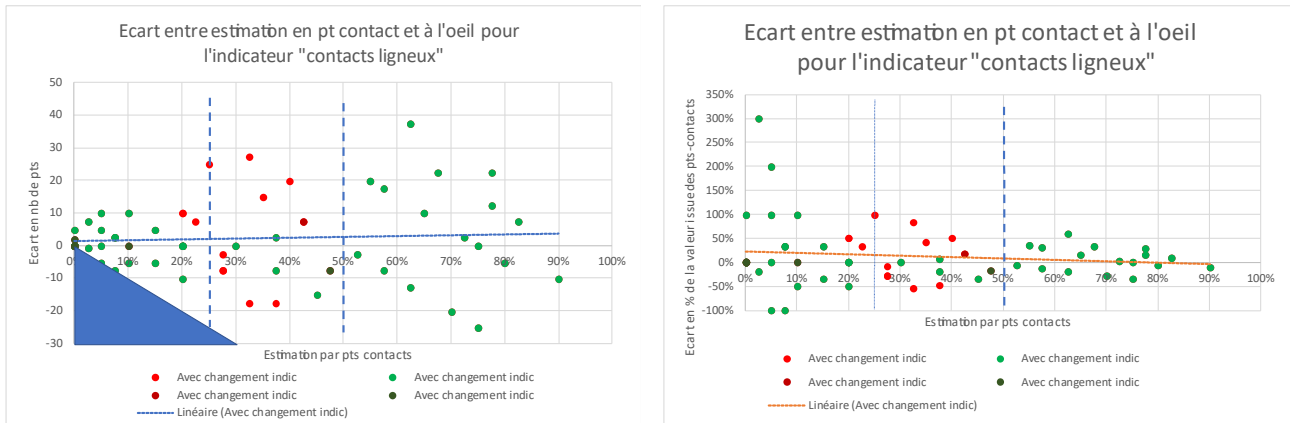 Ecart entre estimation en pt contact et à l'oeil pour
l'indicateur "contacts ligneux"
Ecart en nb de pts
50
40
30
20
10
0
-10
-20
-30
0%
10%
20%
30%
40%
50%
60%
70%
80%
90%
100%
Estimation par pts contacts
Avec changement indic
Avec changement indic
Avec changement indic
Avec changement indic
Linéaire (Avec changement indic)
Ecart entre estimation en pt contact et à l'oeil
pour l'indicateur "contacts ligneux"
Ecart en % de la valeur issue des pts-contacts
350%
300%
250%
200%
150%
100%
50%
0%
-50%
-100%
0%
10%
20%
30%
40%
50%
60%
70%
80%
90%
100%
Estimation par pts contacts
Avec changement indic
Avec changement indic
Avec changement indic
Avec changement indic
Linéaire (Avec changement indic)